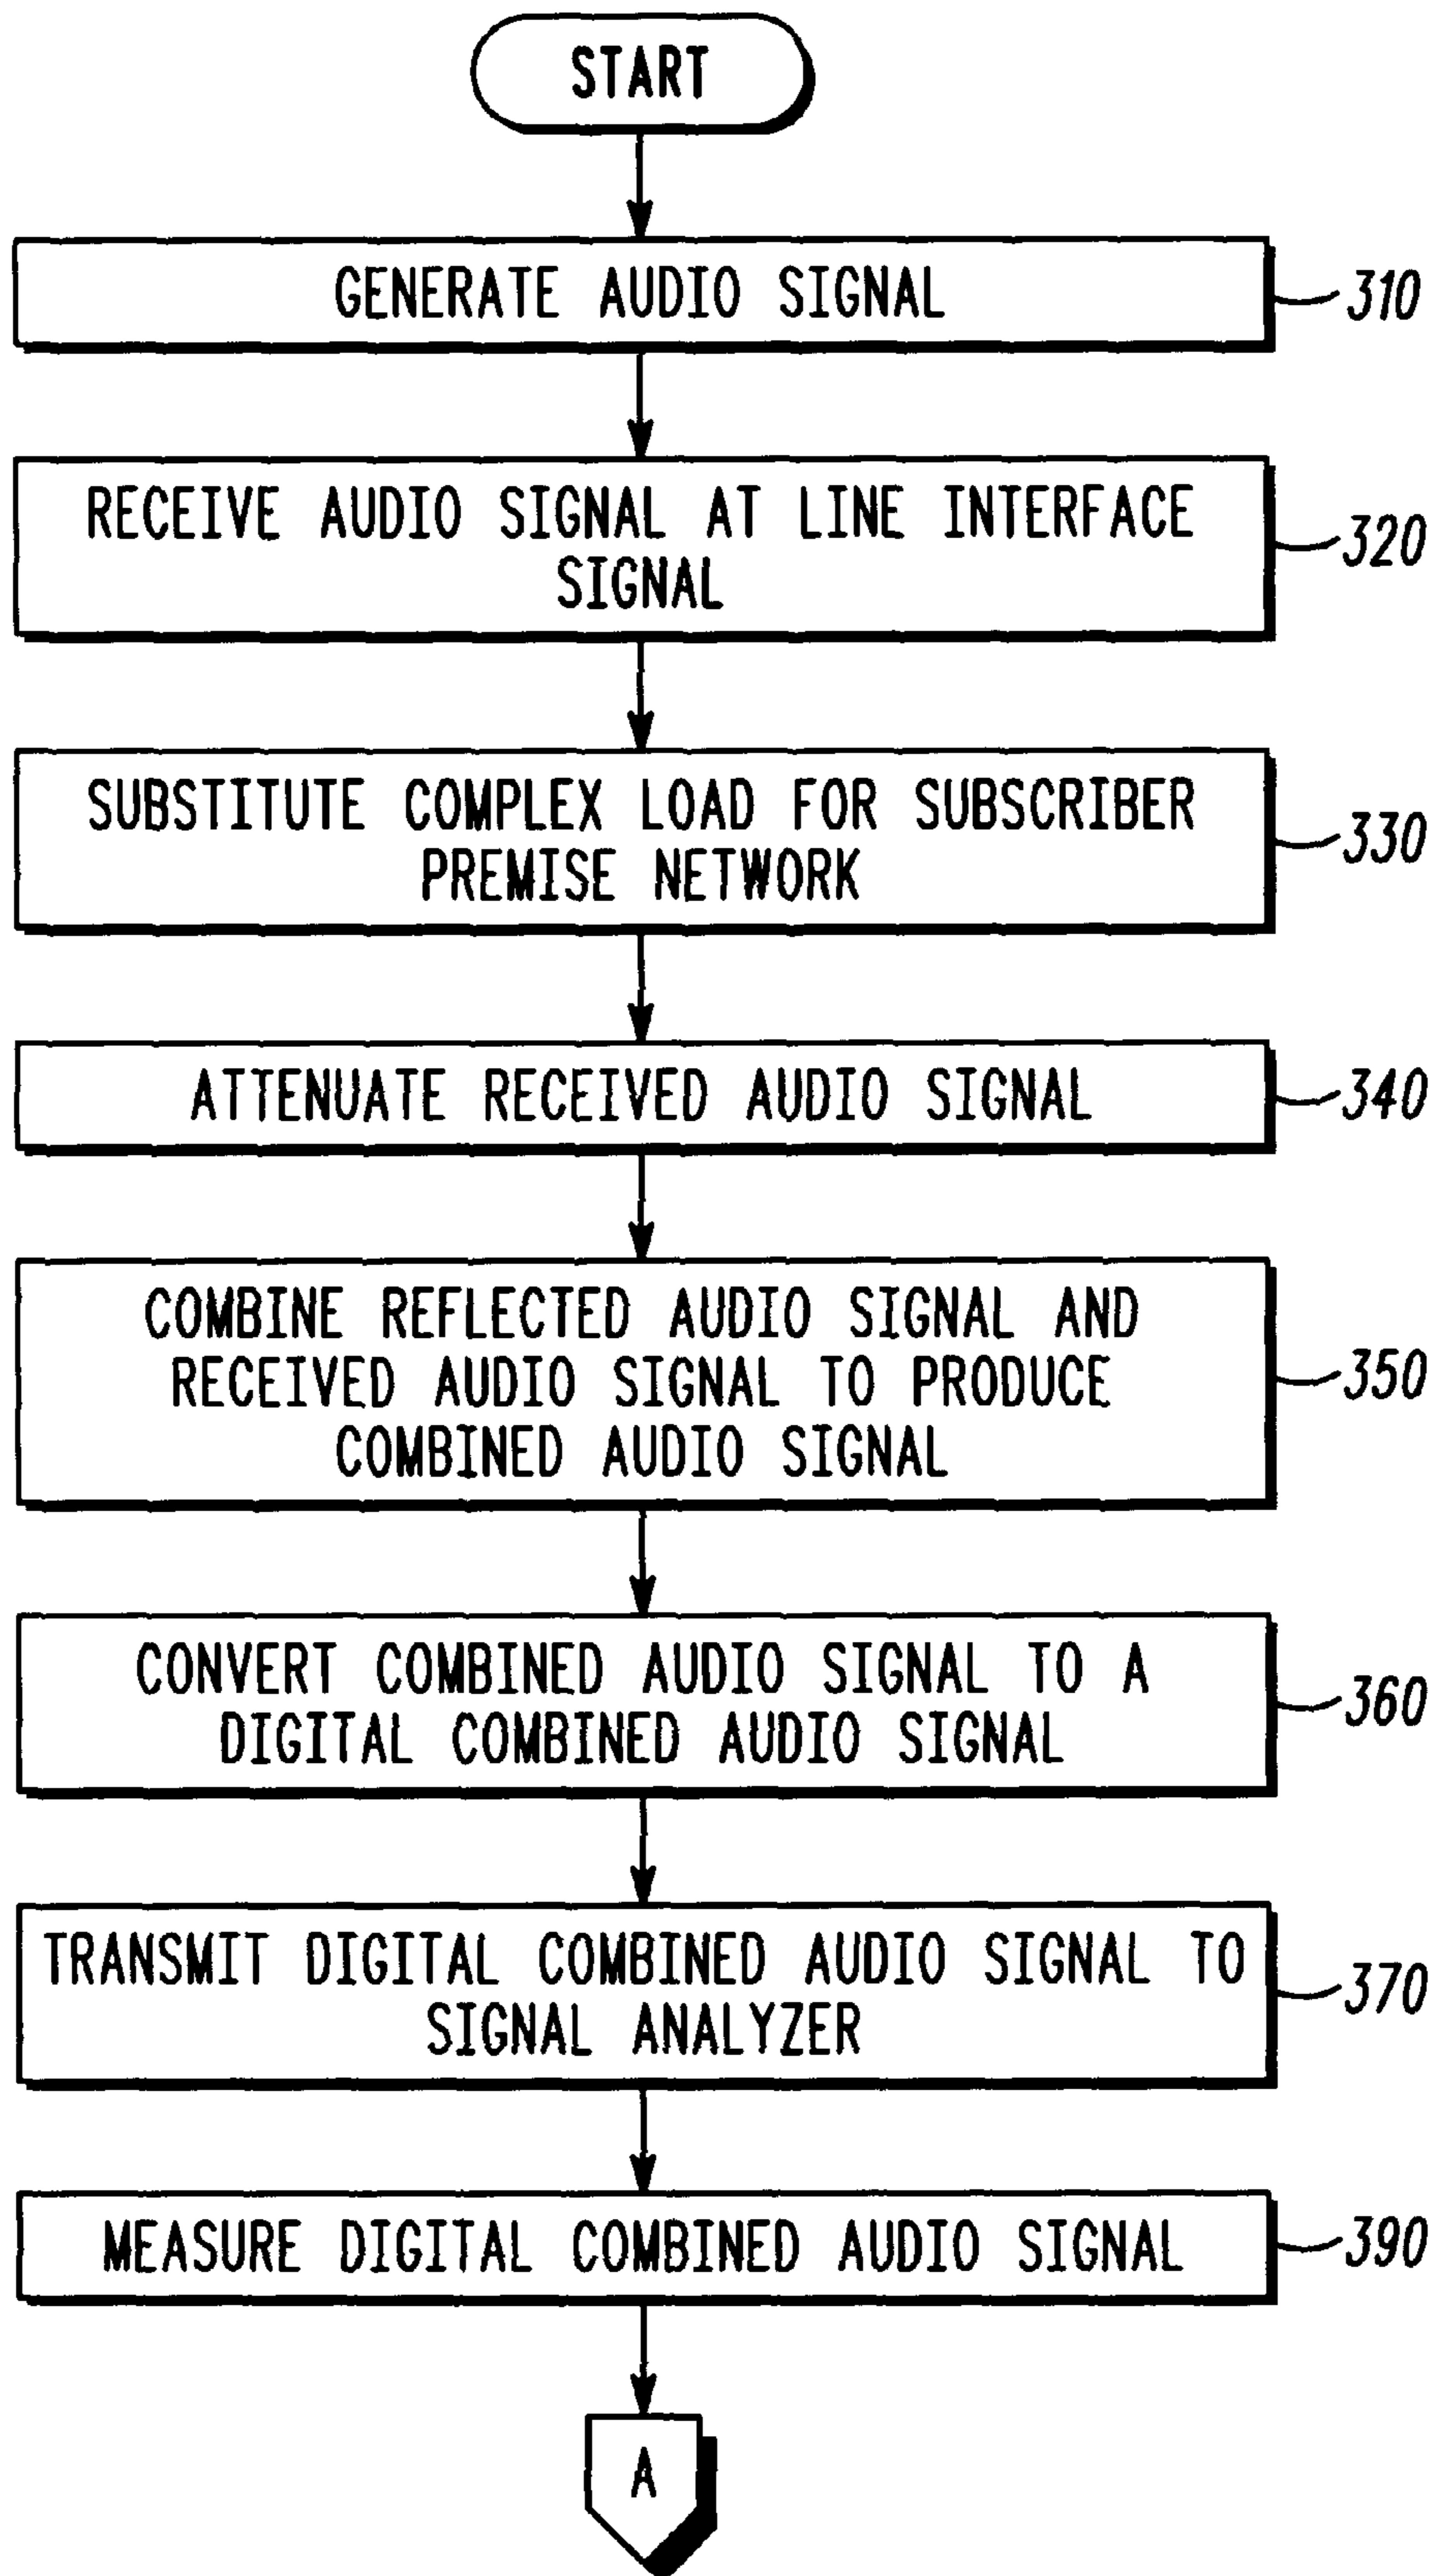 START
GENERATE AUDIO SIGNAL
310
RECEIVE AUDIO SIGNAL AT LINE INTERFACE
SIGNAL
320
SUBSTITUTE COMPLEX LOAD FOR SUBSCRIBER
PREMISE NETWORK
330
ATTENUATE RECEIVED AUDIO SIGNAL
340
COMBINE REFLECTED AUDIO SIGNAL AND
RECEIVED AUDIO SIGNAL TO PRODUCE
COMBINED AUDIO SIGNAL
350
CONVERT COMBINED AUDIO SIGNAL TO A
DIGITAL COMBINED AUDIO SIGNAL
360
TRANSMIT DIGITAL COMBINED AUDIO SIGNAL TO
SIGNAL ANALYZER
370
MEASURE DIGITAL COMBINED AUDIO SIGNAL
390
A